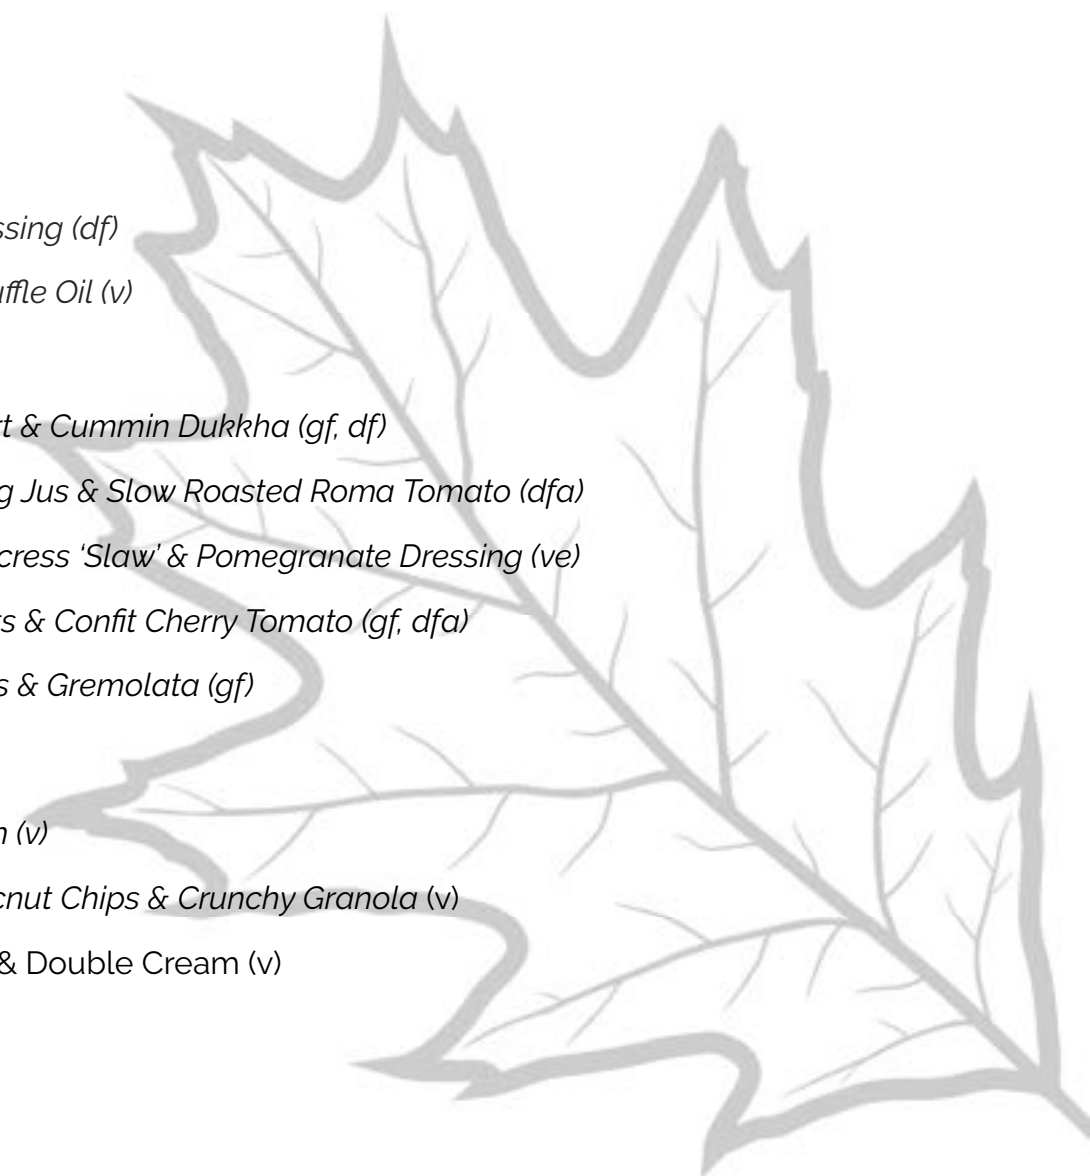 ssing (df)
uffle Oil (v)
rt & Cummin Dukkha (gf, df)
g Jus & Slow Roasted Roma Tomato (dfa)
cress ‘Slaw’ & Pomegranate Dressing (ve)
s & Confit Cherry Tomato (gf, dfa)
s & Gremolata (gf)
n (v)
cnut Chips & Crunchy Granola (v)
& Double Cream (v)